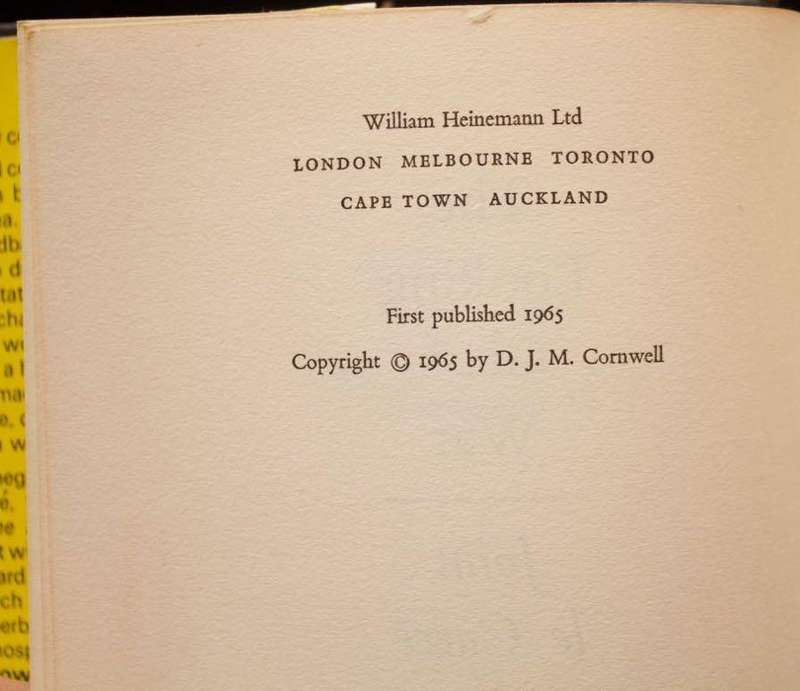 William Heinemann Ltd
LONDON MELBOURNE TORONTO
CAPE TOWN AUCKLAND
First published 1965
Copyright © 1965 by D. J. M. Cornwell